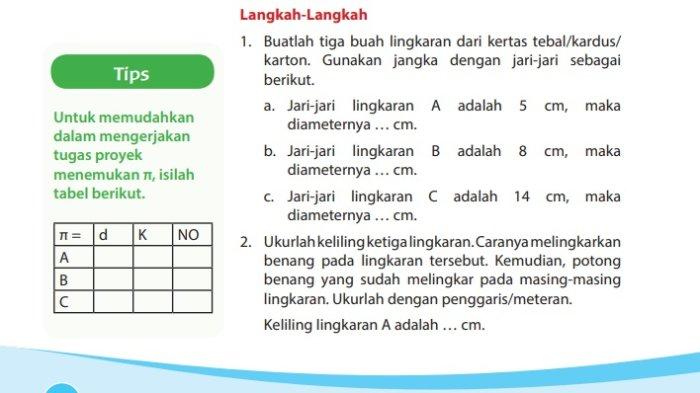 Langkah-Langkah
1. Buatlah tiga buah lingkaran dari kertas tebal/kardus/
karton. Gunakan jangka dengan jari-jari sebagai
berikut.
a. Jari-jari lingkaran A adalah 5 cm, maka
diameternya ... cm.
b. Jari-jari lingkaran B adalah 8 cm, maka
diameternya ... cm.
c. Jari-jari lingkaran C adalah 14 cm, maka
diameternya ... cm.
2. Ukurlah keliling ketiga lingkaran. Caranya melingkarkan
benang pada lingkaran tersebut. Kemudian, potong
benang yang sudah melingkar pada masing-masing
lingkaran. Ukurlah dengan penggaris/meteran.
Keliling lingkaran A adalah ... cm.
Tips
Untuk memudahkan
dalam mengerjakan
tugas proyek
menemukan π, isilah
tabel berikut.
π = d K NO
A
B
C